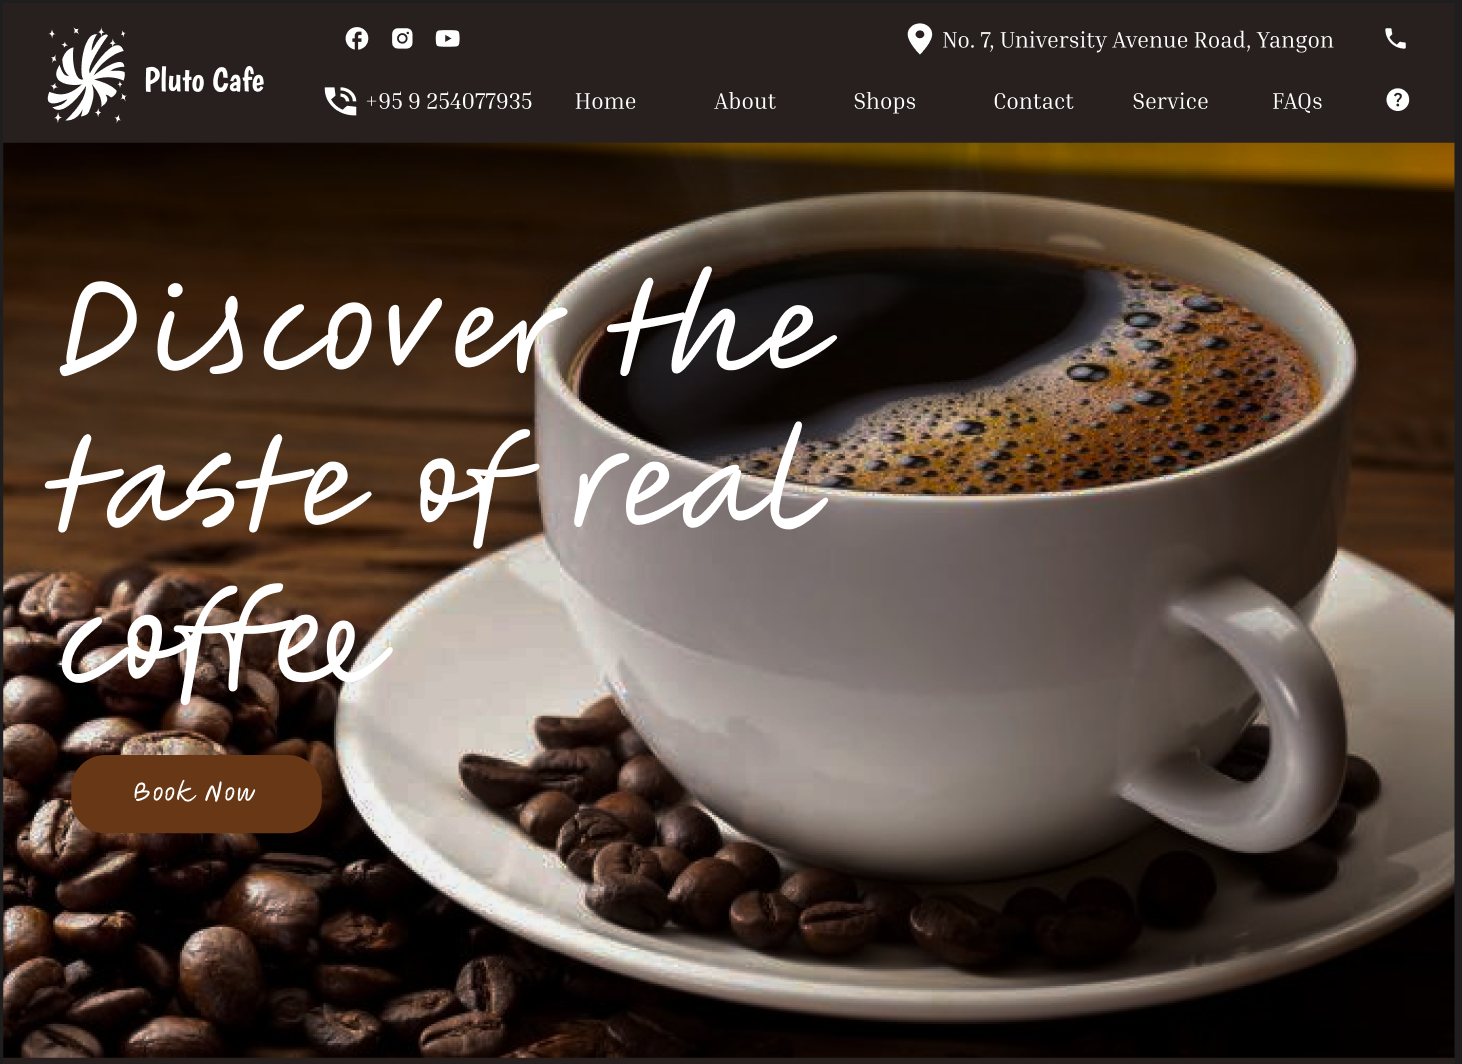 No. 7, University Avenue Road, Yangon
Pluto Cafe
+95 9 254077935
Home
About
Shops
Contact
Service
FAQs
Discover the
taste of real
coffee
Book Now